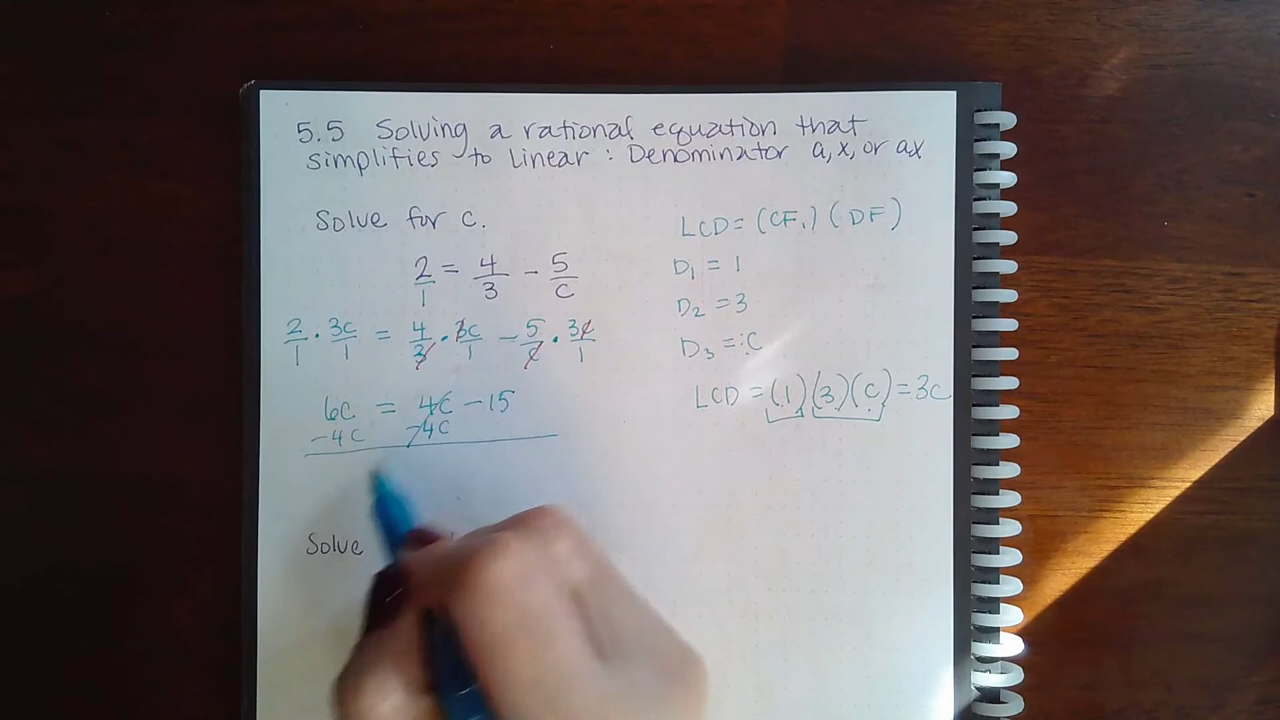 5.5 Solving a rational equation that
simplifies to linear : Denominator a, x, or ax
Solve for c.
2/1 = 4/3 - 5/c
2/1 · 3c/1 = 4/3 · 3c/1 - 5/c · 3c/1
6c = 4c - 15
-4c -4c
Solve
LCD = (CF,) (DF)
D₁ = 1
D₂ = 3
D₃ = c
LCD = (1)(3)(c) = 3c